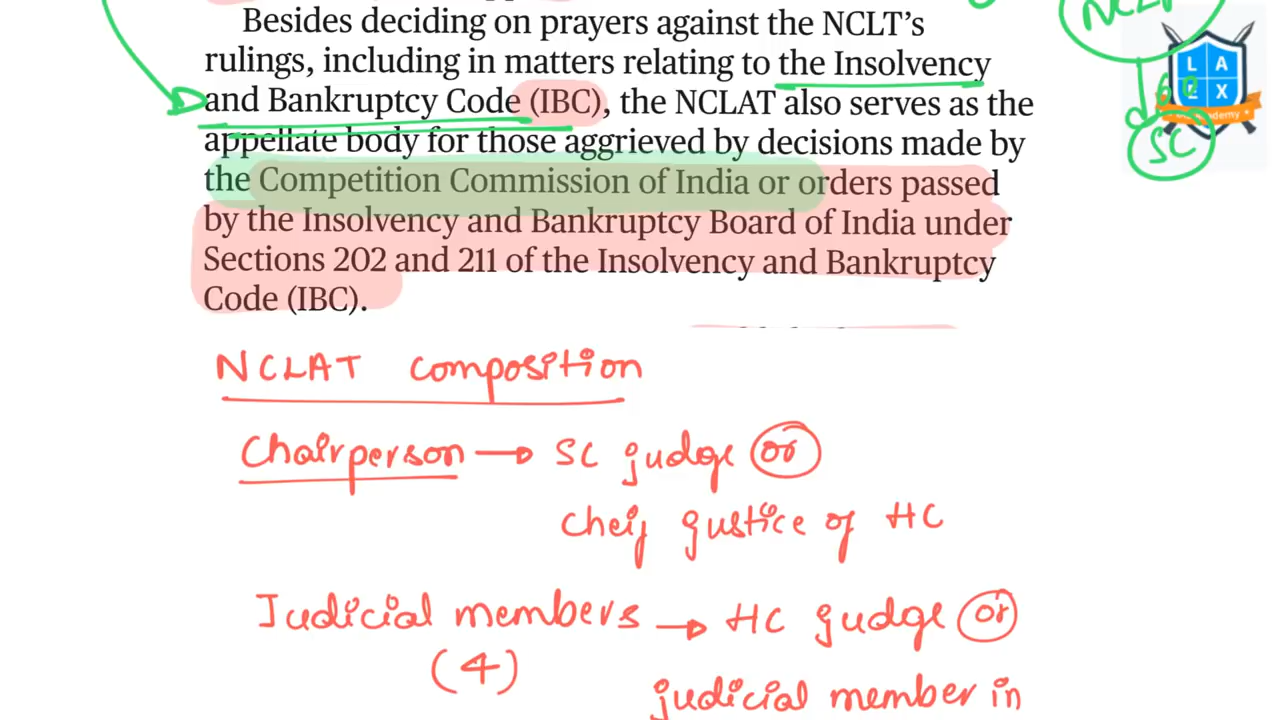 NCLAT
Besides deciding on prayers against the NCLT's
rulings, including in matters relating to the Insolvency
and Bankruptcy Code (IBC), the NCLAT also serves as the
appellate body for those aggrieved by decisions made by
the Competition Commission of India or orders passed
by the Insolvency and Bankruptcy Board of India under
Sections 202 and 211 of the Insolvency and Bankruptcy
Code (IBC).
L A
E X
SC
NCLAT composition
Chairperson → SC judge or
Cheif justice of HC
Judicial members → HC judge or
(4)
judicial member in